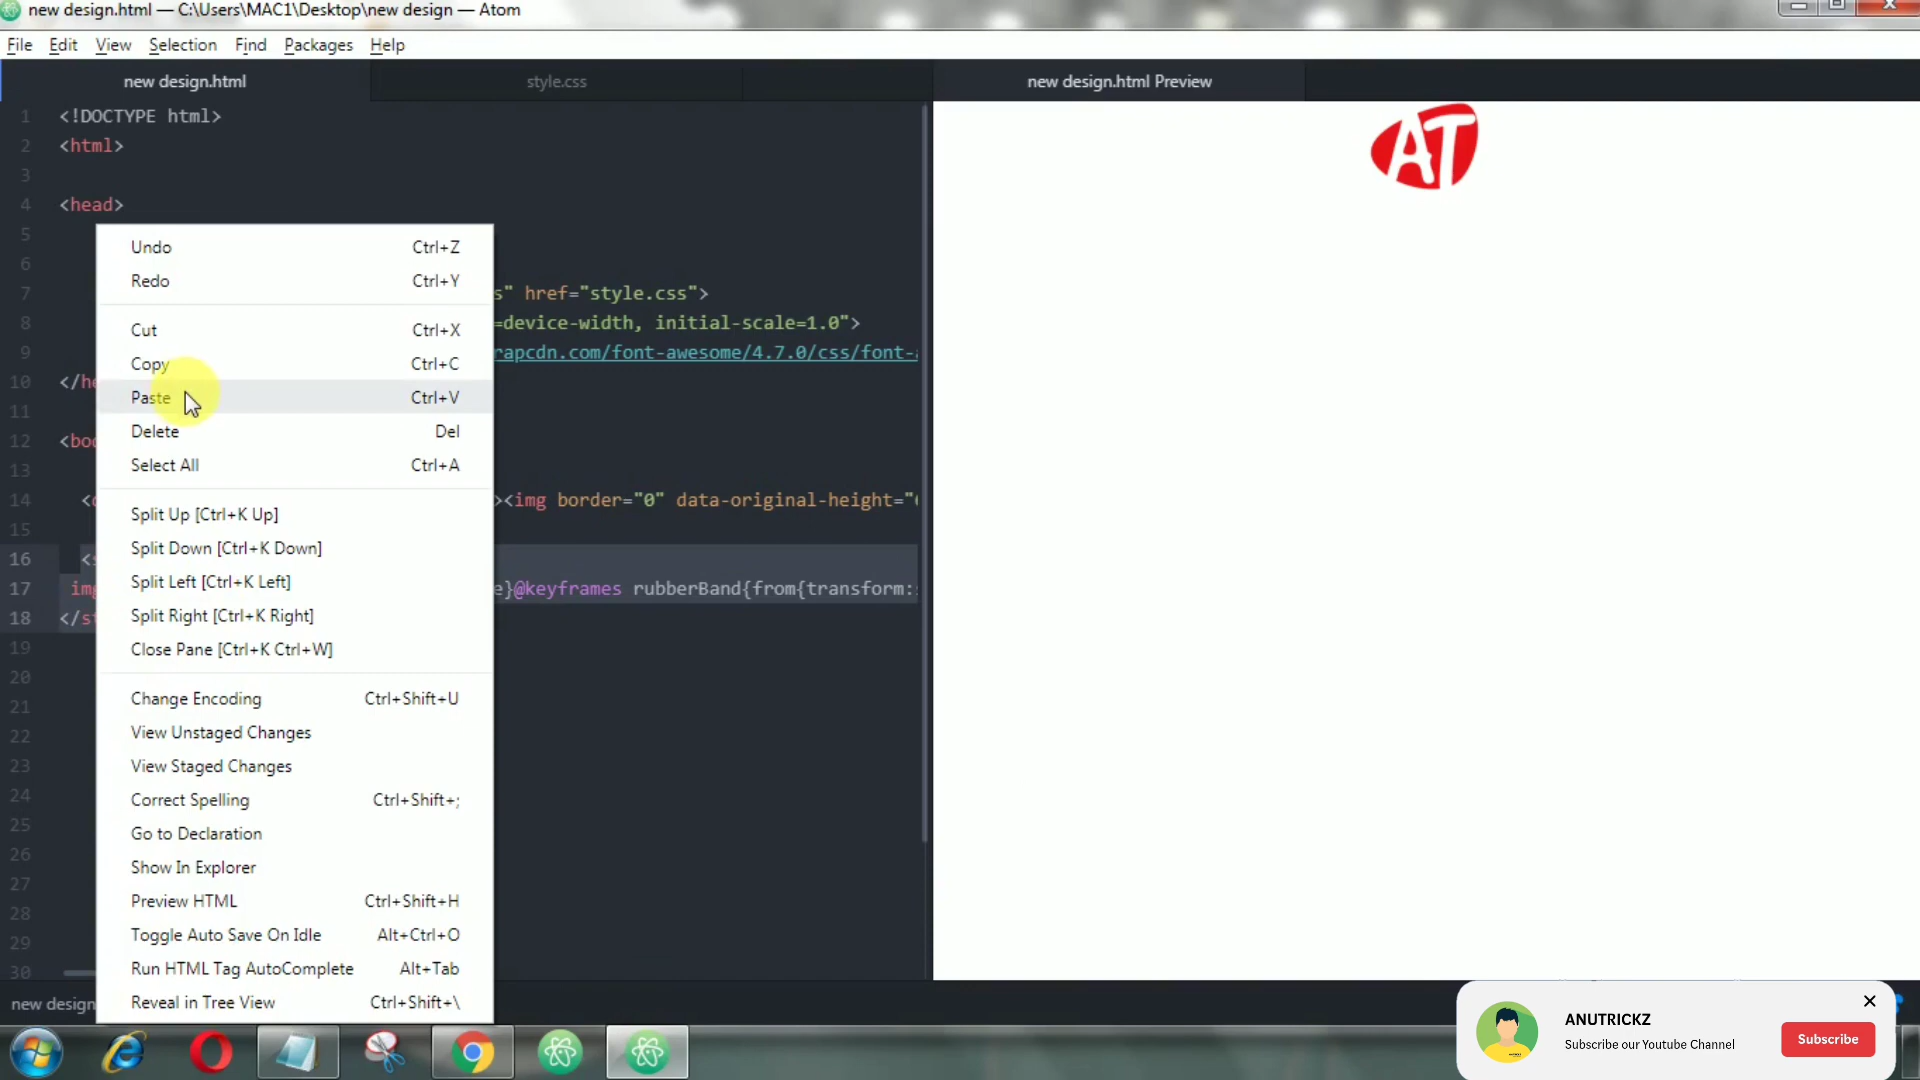 new design.html — C:\Users\MAC1\Desktop\new design — Atom
File Edit View Selection Find Packages Help
new design.html style.css new design.html Preview
AT
1 <!DOCTYPE html>
2 <html>
3
4 <head>
5
6
7 s" href="style.css">
8 =device-width, initial-scale=1.0">
9 rapcdn.com/font-awesome/4.7.0/css/font-
10 </he
11
12 <bo
13
14 ><img border="0" data-original-height="
15
16 <s
17 img e}@keyframes rubberBand{from{transform:
18 </st
19
20
21
22
23
24
25
26
27
28
29
30
Undo Ctrl+Z
Redo Ctrl+Y
Cut Ctrl+X
Copy Ctrl+C
Paste Ctrl+V
Delete Del
Select All Ctrl+A
Split Up [Ctrl+K Up]
Split Down [Ctrl+K Down]
Split Left [Ctrl+K Left]
Split Right [Ctrl+K Right]
Close Pane [Ctrl+K Ctrl+W]
Change Encoding Ctrl+Shift+U
View Unstaged Changes
View Staged Changes
Correct Spelling Ctrl+Shift+;
Go to Declaration
Show In Explorer
Preview HTML Ctrl+Shift+H
Toggle Auto Save On Idle Alt+Ctrl+O
Run HTML Tag AutoComplete Alt+Tab
Reveal in Tree View Ctrl+Shift+\
new design
ANUTRICKZ
Subscribe our Youtube Channel
Subscribe